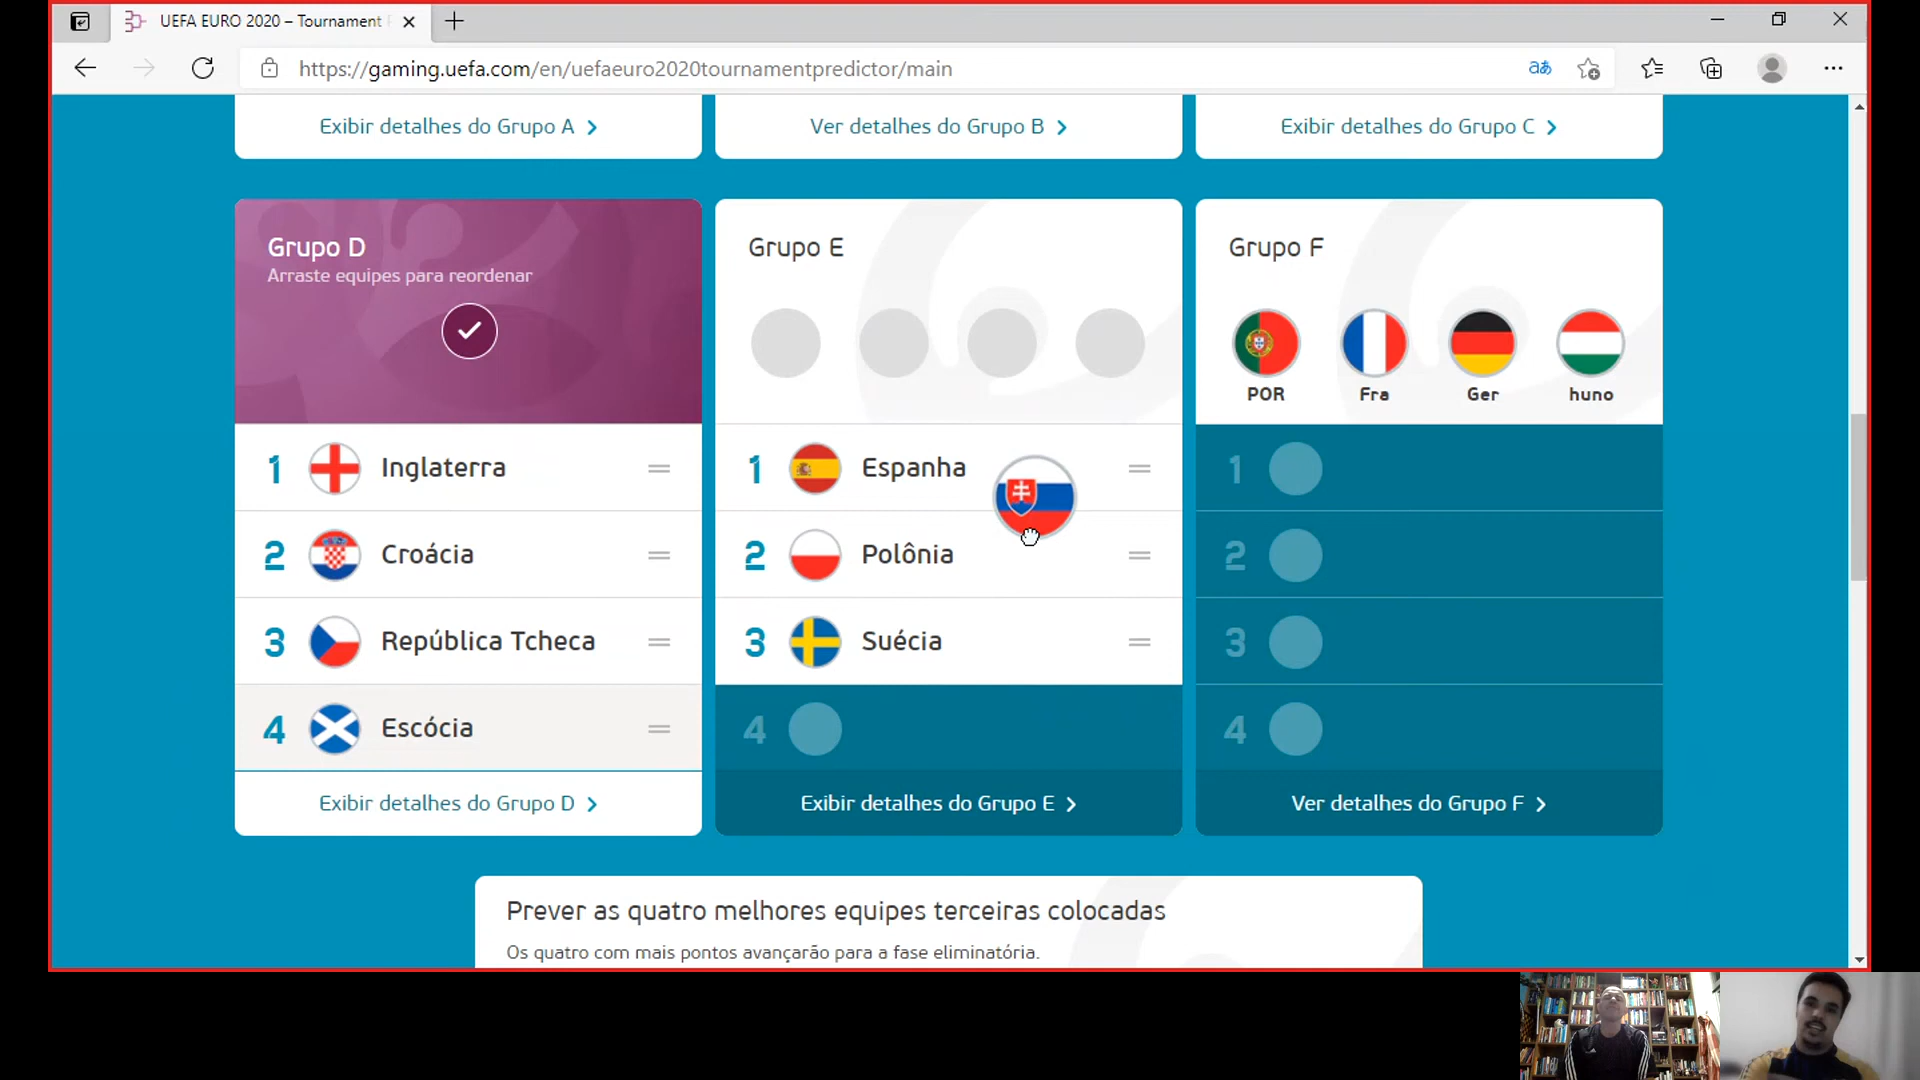 UEFA EURO 2020 – Tournament
https://gaming.uefa.com/en/uefaeuro2020tournamentpredictor/main
aあ
Exibir detalhes do Grupo A
Ver detalhes do Grupo B
Exibir detalhes do Grupo C
Grupo D
Arraste equipes para reordenar
1 Inglaterra
2 Croácia
3 República Tcheca
4 Escócia
Exibir detalhes do Grupo D
Grupo E
1 Espanha
2 Polônia
3 Suécia
4
Exibir detalhes do Grupo E
Grupo F
POR Fra Ger huno
1
2
3
4
Ver detalhes do Grupo F
Prever as quatro melhores equipes terceiras colocadas
Os quatro com mais pontos avançarão para a fase eliminatória.